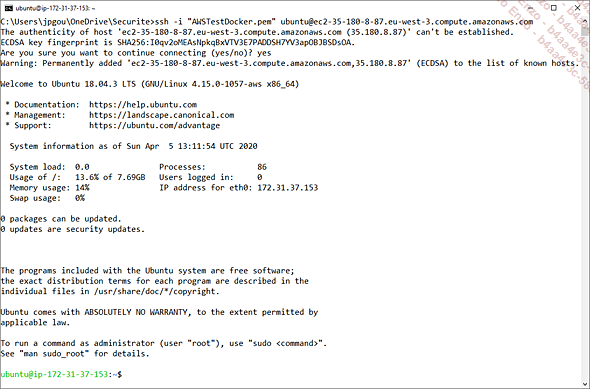 ubuntu@ip-172-31-37-153: ~
C:\Users\jpgou\OneDrive\Securite>ssh -i "AWSTestDocker.pem" ubuntu@ec2-35-180-8-87.eu-west-3.compute.amazonaws.com
The authenticity of host 'ec2-35-180-8-87.eu-west-3.compute.amazonaws.com (35.180.8.87)' can't be established.
ECDSA key fingerprint is SHA256:I0qv2oMEAsNpkqBxVTV3E7PADDSH7YV3apOBJBSDsOA.
Are you sure you want to continue connecting (yes/no)? yes
Warning: Permanently added 'ec2-35-180-8-87.eu-west-3.compute.amazonaws.com,35.180.8.87' (ECDSA) to the list of known hosts.
Welcome to Ubuntu 18.04.3 LTS (GNU/Linux 4.15.0-1057-aws x86_64)
* Documentation:  https://help.ubuntu.com
* Management:     https://landscape.canonical.com
* Support:        https://ubuntu.com/advantage
System information as of Sun Apr  5 13:11:54 UTC 2020
System load:  0.0               Processes:           86
Usage of /:   13.6% of 7.69GB   Users logged in:     0
Memory usage: 14%               IP address for eth0: 172.31.37.153
Swap usage:   0%
0 packages can be updated.
0 updates are security updates.
The programs included with the Ubuntu system are free software;
the exact distribution terms for each program are described in the
individual files in /usr/share/doc/*/copyright.
Ubuntu comes with ABSOLUTELY NO WARRANTY, to the extent permitted by
applicable law.
To run a command as administrator (user "root"), use "sudo <command>".
See "man sudo_root" for details.
ubuntu@ip-172-31-37-153:~$